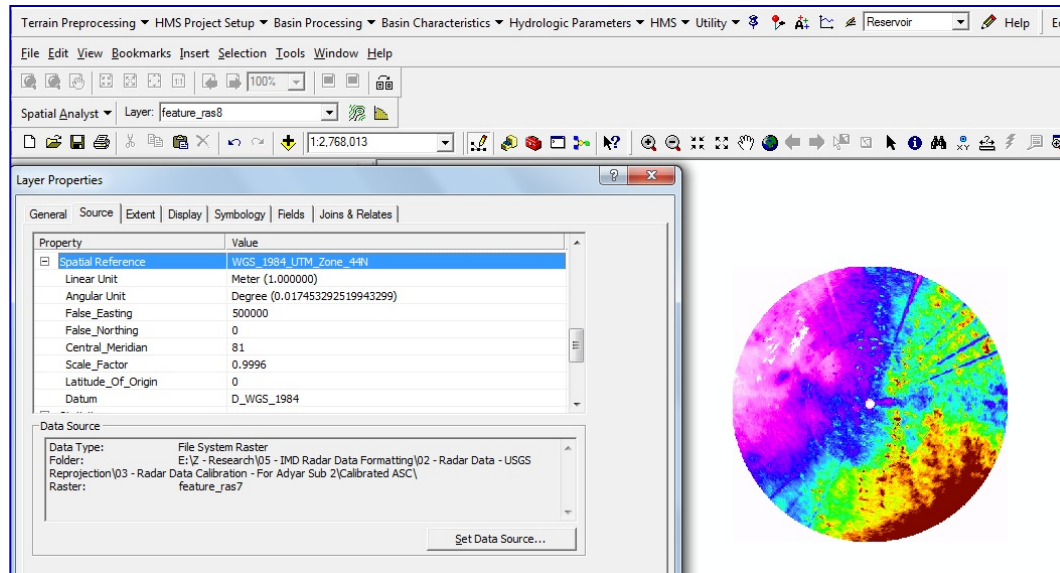 Terrain Preprocessing HMS Project Setup Basin Processing Basin Characteristics Hydrologic Parameters HMS Utility Reservoir Help
File Edit View Bookmarks Insert Selection Tools Window Help
100%
Spatial Analyst Layer: feature_ras8
1:2,768,013
Layer Properties
General Source Extent Display Symbology Fields Joins & Relates
Property Value
Spatial Reference WGS_1984_UTM_Zone_44N
Linear Unit Meter (1.000000)
Angular Unit Degree (0.017453292519943299)
False_Easting 500000
False_Northing 0
Central_Meridian 81
Scale_Factor 0.9996
Latitude_Of_Origin 0
Datum D_WGS_1984
Data Source
Data Type: File System Raster
Folder: E:\Z - Research\05 - IMD Radar Data Formatting\02 - Radar Data - USGS
Reprojection\03 - Radar Data Calibration - For Adyar Sub 2\Calibrated ASC\
Raster: feature_ras7
Set Data Source...